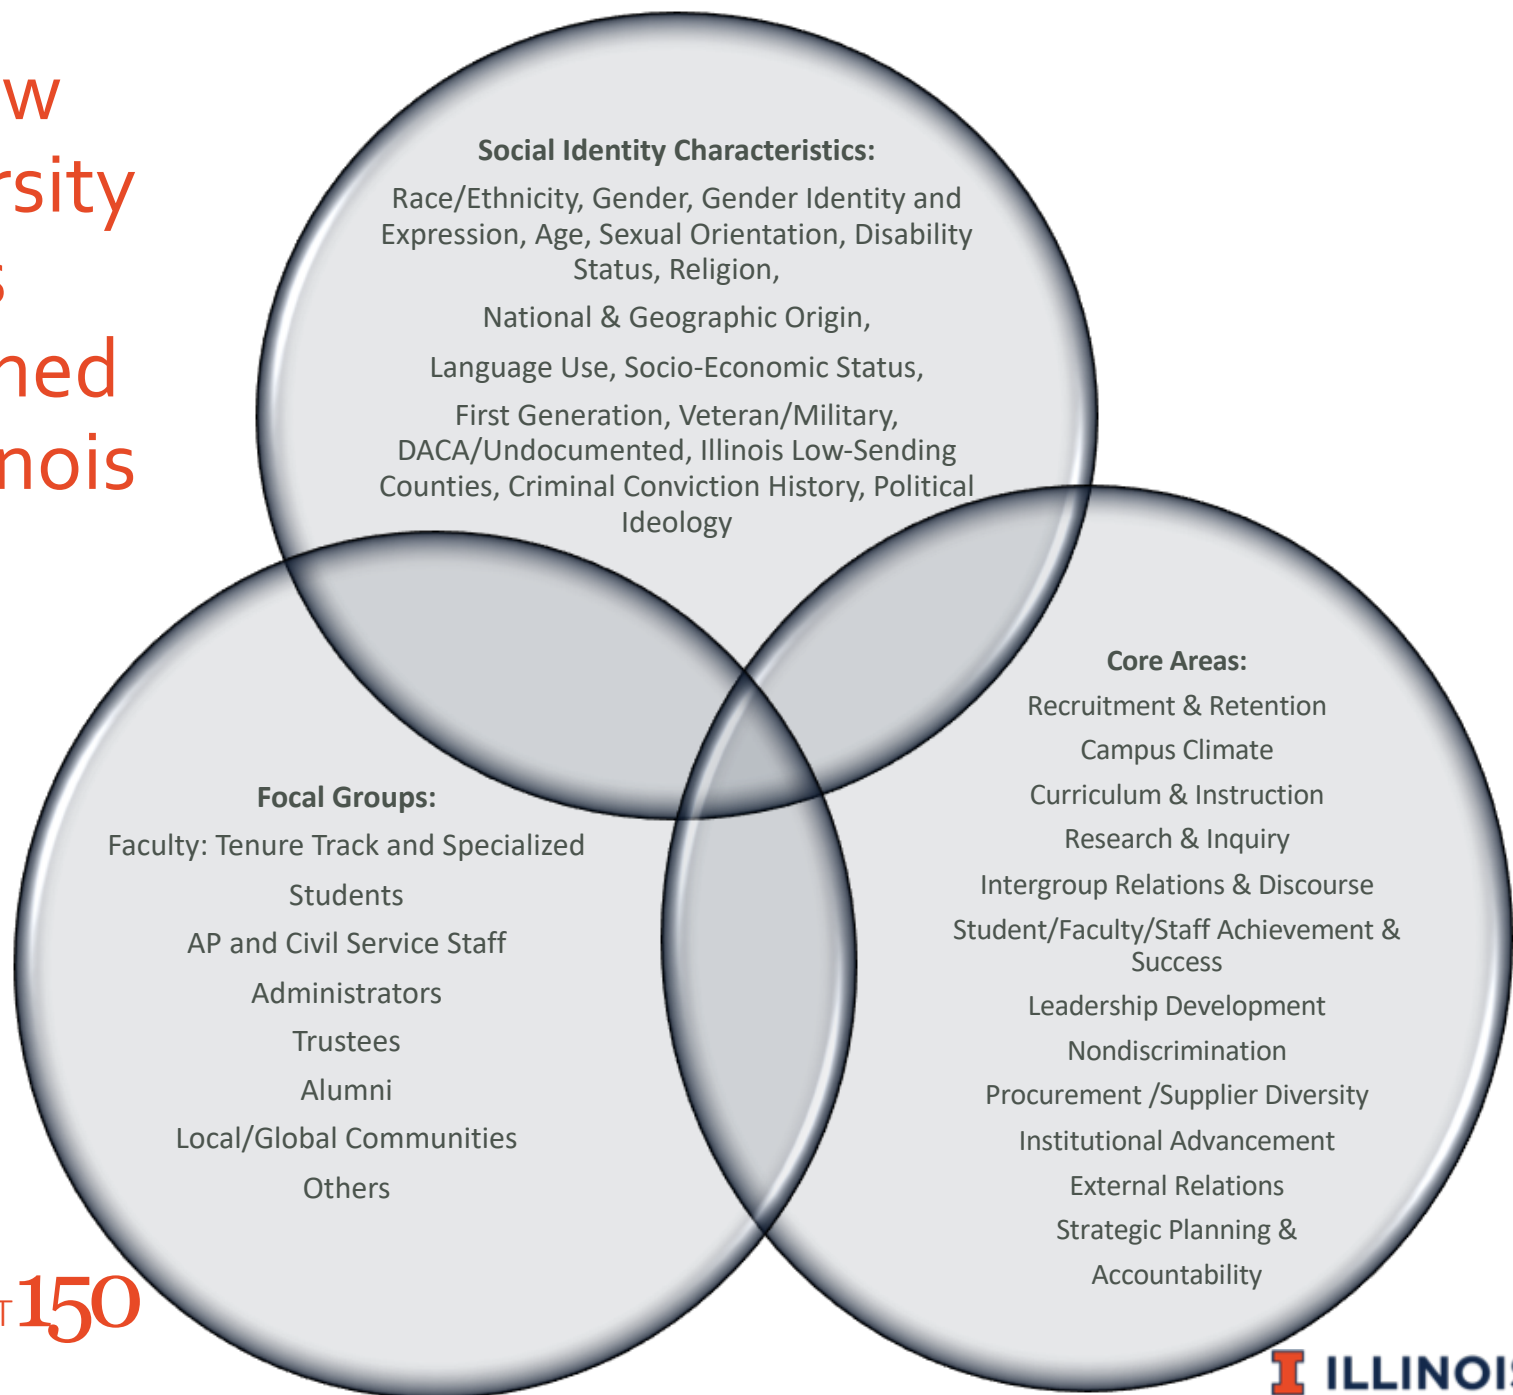 w
rsity
s
ned
nois
Social Identity Characteristics:
Race/Ethnicity, Gender, Gender Identity and
Expression, Age, Sexual Orientation, Disability
Status, Religion,
National & Geographic Origin,
Language Use, Socio-Economic Status,
First Generation, Veteran/Military,
DACA/Undocumented, Illinois Low-Sending
Counties, Criminal Conviction History, Political
Ideology
Focal Groups:
Faculty: Tenure Track and Specialized
Students
AP and Civil Service Staff
Administrators
Trustees
Alumni
Local/Global Communities
Others
Core Areas:
Recruitment & Retention
Campus Climate
Curriculum & Instruction
Research & Inquiry
Intergroup Relations & Discourse
Student/Faculty/Staff Achievement &
Success
Leadership Development
Nondiscrimination
Procurement /Supplier Diversity
Institutional Advancement
External Relations
Strategic Planning &
Accountability
T150
ILLINOIS